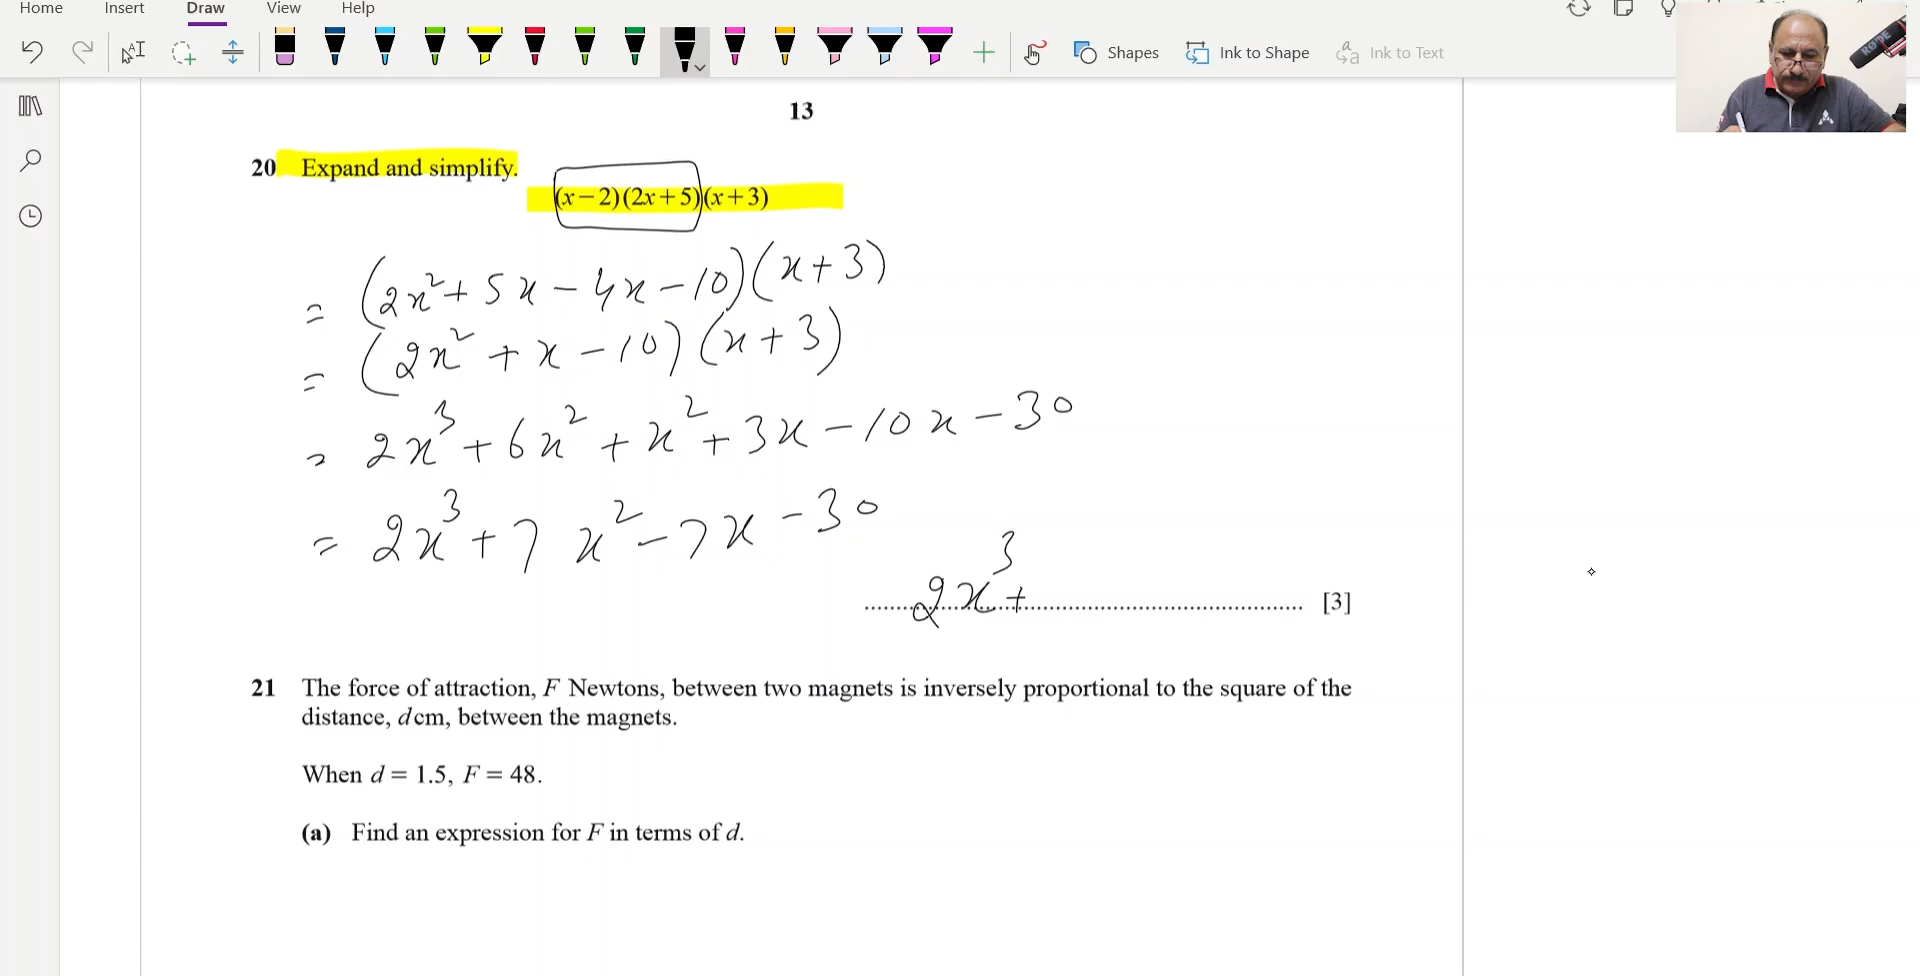 Home Insert Draw View Help
Shapes Ink to Shape Ink to Text
RØDE
13
20 Expand and simplify.
(x−2)(2x+5)(x+3)
= (2x²+5x−4x−10)(x+3)
= (2x²+x−10)(x+3)
= 2x³+6x²+x²+3x−10x−30
= 2x³+7x²−7x−30
2x³+ [3]
21 The force of attraction, F Newtons, between two magnets is inversely proportional to the square of the
distance, d cm, between the magnets.
When d = 1.5, F = 48.
(a) Find an expression for F in terms of d.